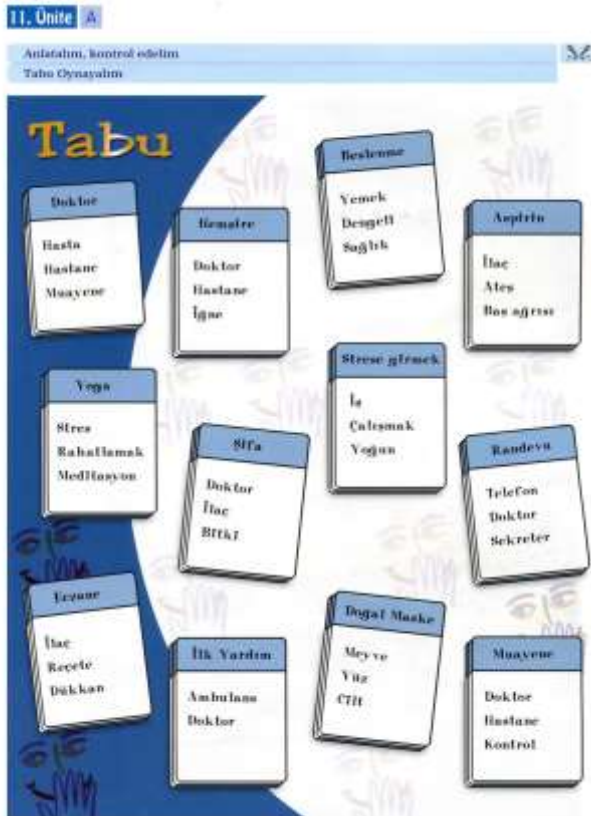 11. Ünite A
Anlatalım, kontrol edelim
Tabu Oynayalım
Tabu
Doktor
Hasta
Hastane
Muayene
Hemşire
Doktor
Hastane
İğne
Beslenme
Yemek
Dengeli
Sağlık
Aspirin
İlaç
Ateş
Baş ağrısı
Yoga
Stres
Rahatlamak
Meditasyon
Şifa
Doktor
İlaç
Bitki
Strese girmek
İş
Çalışmak
Yoğun
Randevu
Telefon
Doktor
Sekreter
Eczane
İlaç
Reçete
Dükkan
İlk Yardım
Ambulans
Doktor
Doğal Maske
Meyve
Yüz
Cilt
Muayene
Doktor
Hastane
Kontrol